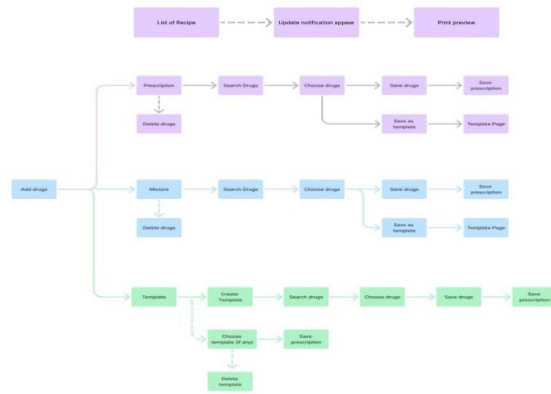 List of Recipe
Update notification appear
Print preview
Prescription
Search Drugs
Choose drugs
Save drugs
Save
prescription
Delete drugs
Save as
template
Template Page
Add drugs
Mixture
Search Drugs
Choose drugs
Save drugs
Save
prescription
Delete drugs
Save as
template
Template Page
Template
Create
Template
Search drugs
Choose drugs
Save drugs
Save
prescription
Choose
template (if any)
Save
prescription
Delete
template